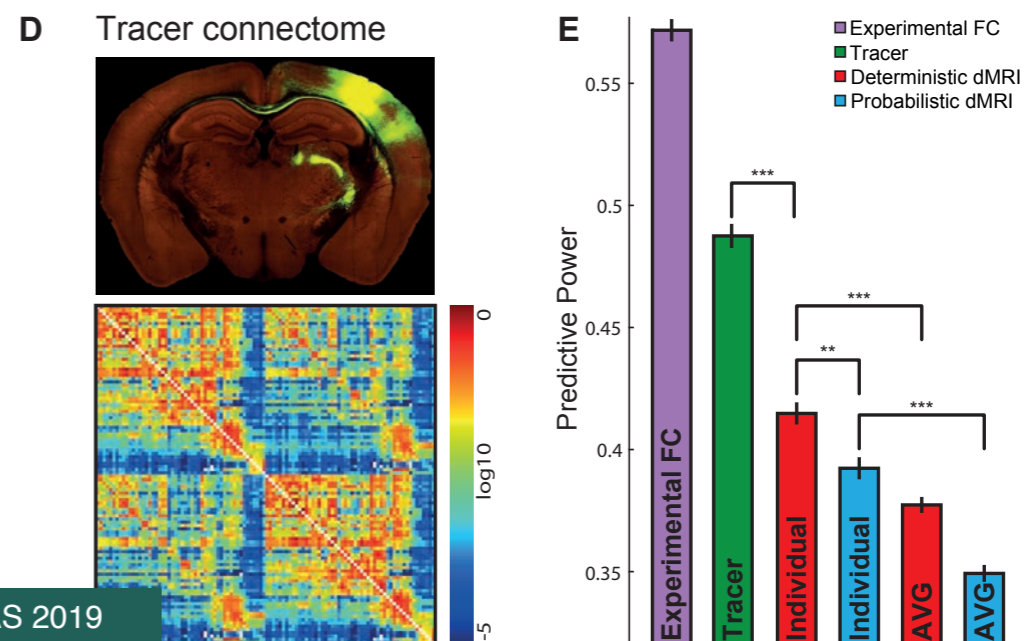 D Tracer connectome
E
Experimental FC
Tracer
Deterministic dMRI
Probabilistic dMRI
0
log10
-5
Predictive Power
0.55
0.5
0.45
0.4
0.35
***
***
**
***
Experimental FC
Tracer
Individual
Individual
AVG
AVG
AS 2019